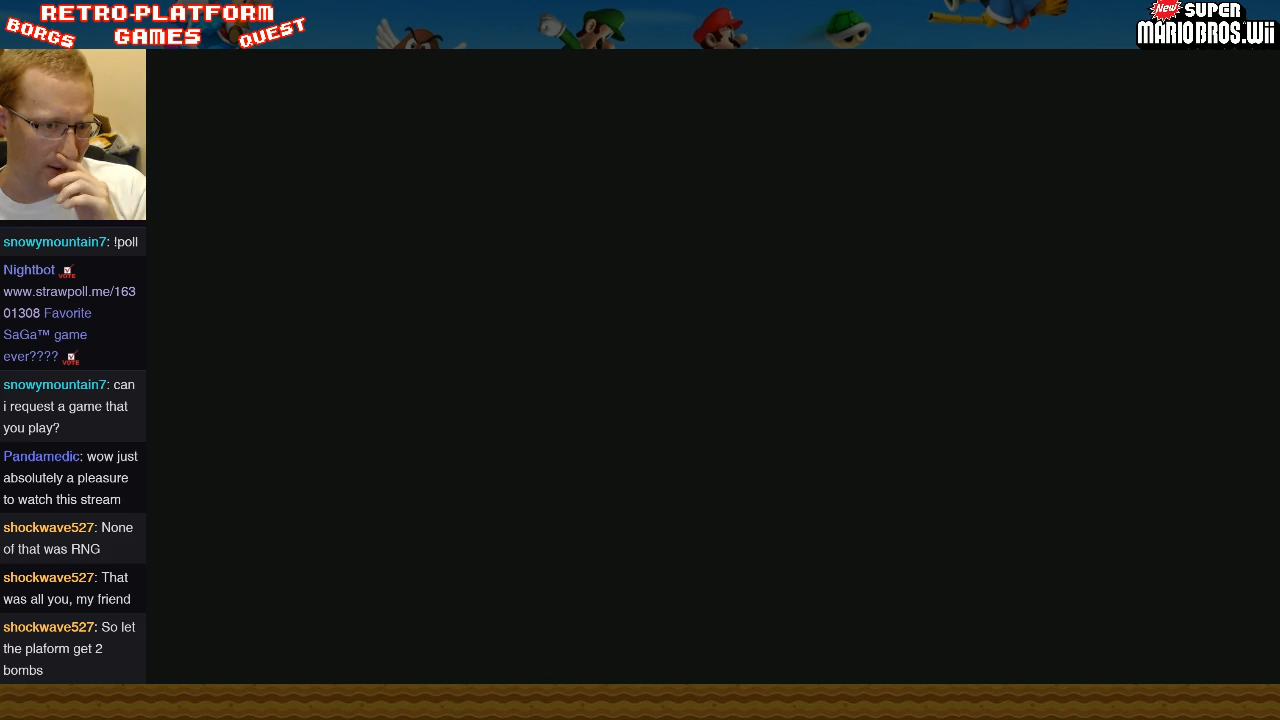 RETRO-PLATFORM
BORGS GAMES QUEST
New SUPER
MARIO BROS.Wii
snowymountain7: !poll
Nightbot VOTE
www.strawpoll.me/163
01308 Favorite
SaGa™ game
ever???? VOTE
snowymountain7: can
i request a game that
you play?
Pandamedic: wow just
absolutely a pleasure
to watch this stream
shockwave527: None
of that was RNG
shockwave527: That
was all you, my friend
shockwave527: So let
the plaform get 2
bombs